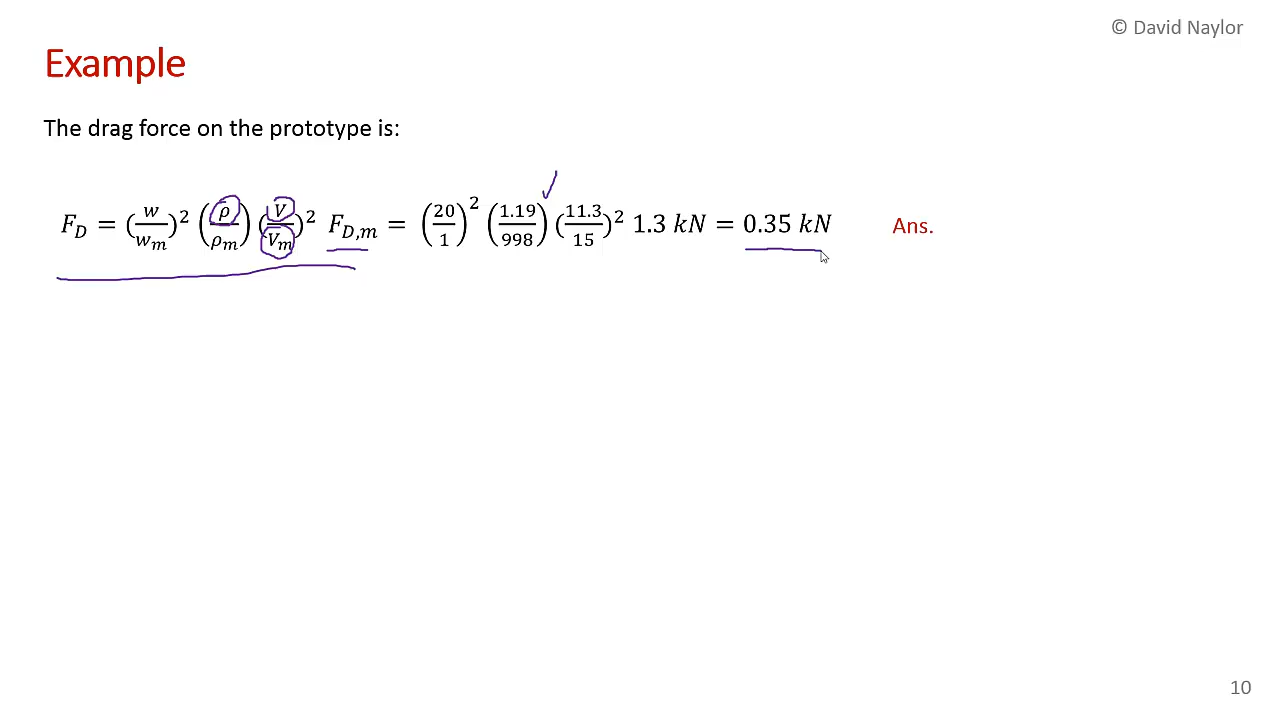 © David Naylor
Example
The drag force on the prototype is:
F_D = (w/w_m)² (ρ/ρ_m) (V/V_m)² F_{D,m} = (20/1)² (1.19/998) (11.3/15)² 1.3 kN = 0.35 kN Ans.
10